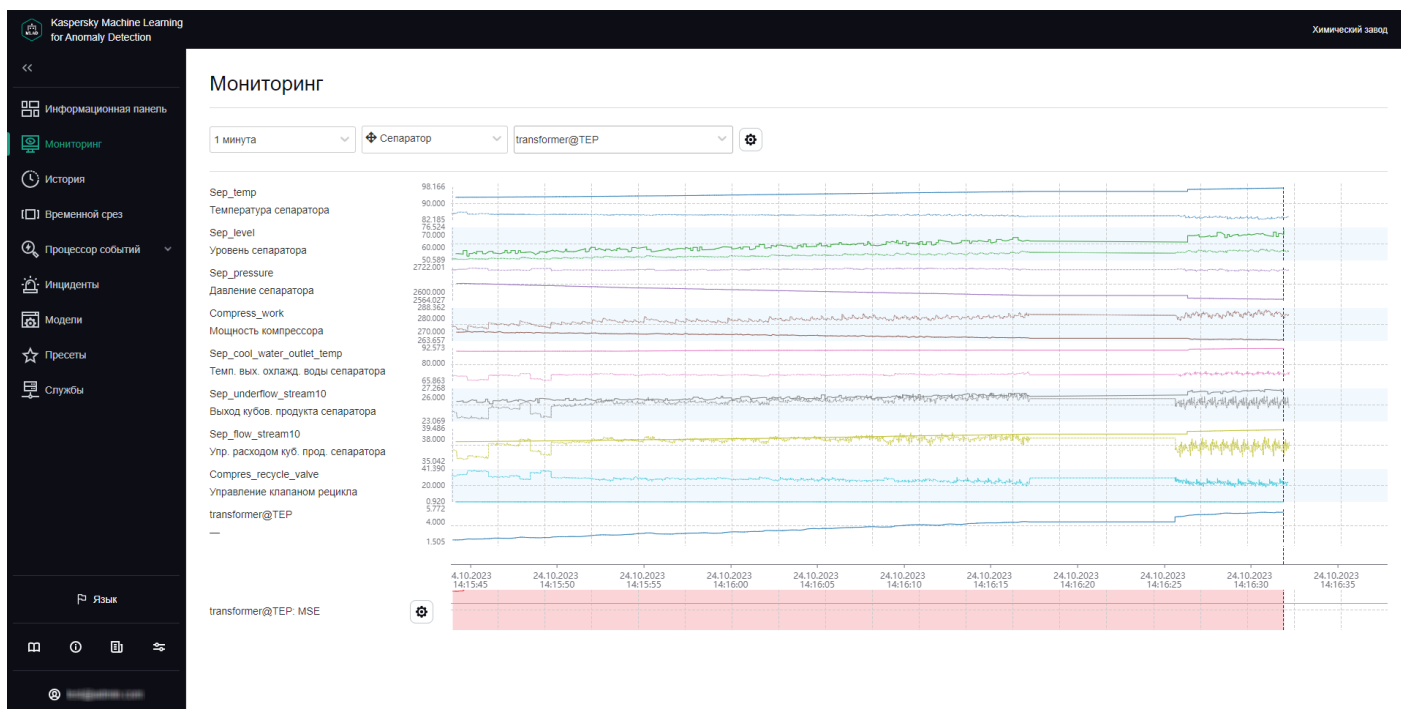 Kaspersky Machine Learning
for Anomaly Detection
MLAD
Химический завод
<<
Информационная панель
Мониторинг
История
Временной срез
Процессор событий
Инциденты
Модели
Пресеты
Службы
Язык
Мониторинг
1 минута
Сепаратор
transformer@TEP
Sep_temp
Температура сепаратора
98.166
90.000
82.185
Sep_level
Уровень сепаратора
76.524
70.000
60.000
50.589
Sep_pressure
Давление сепаратора
2722.001
2600.000
2564.027
Compress_work
Мощность компрессора
288.362
280.000
270.000
263.657
Sep_cool_water_outlet_temp
Темп. вых. охлажд. воды сепаратора
92.573
80.000
65.863
Sep_underflow_stream10
Выход кубов. продукта сепаратора
27.268
26.000
23.069
Sep_flow_stream10
Упр. расходом куб. прод. сепаратора
39.486
38.000
35.042
Compres_recycle_valve
Управление клапаном рецикла
41.390
20.000
0.920
transformer@TEP
—
5.772
4.000
1.505
4.10.2023 24.10.2023 24.10.2023 24.10.2023 24.10.2023 24.10.2023 24.10.2023 24.10.2023 24.10.2023 24.10.2023 24.10.2023
14:15:45 14:15:50 14:15:55 14:16:00 14:16:05 14:16:10 14:16:15 14:16:20 14:16:25 14:16:30 14:16:35
transformer@TEP: MSE